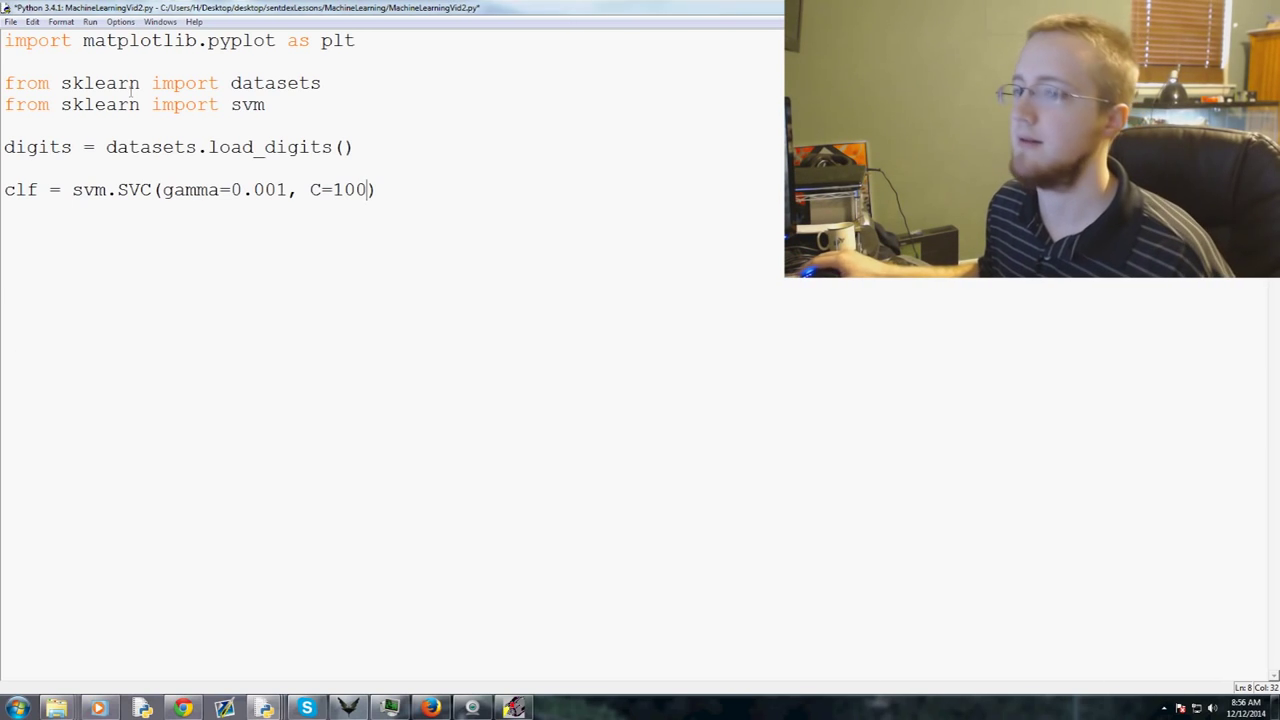 *Python 3.4.1: MachineLearningVid2.py - C:/Users/H/Desktop/desktop/sentdexLessons/MachineLearning/MachineLearningVid2.py*
File Edit Format Run Options Windows Help
import matplotlib.pyplot as plt
from sklearn import datasets
from sklearn import svm
digits = datasets.load_digits()
clf = svm.SVC(gamma=0.001, C=100)
Ln: 8 Col: 32
8:56 AM
12/12/2014